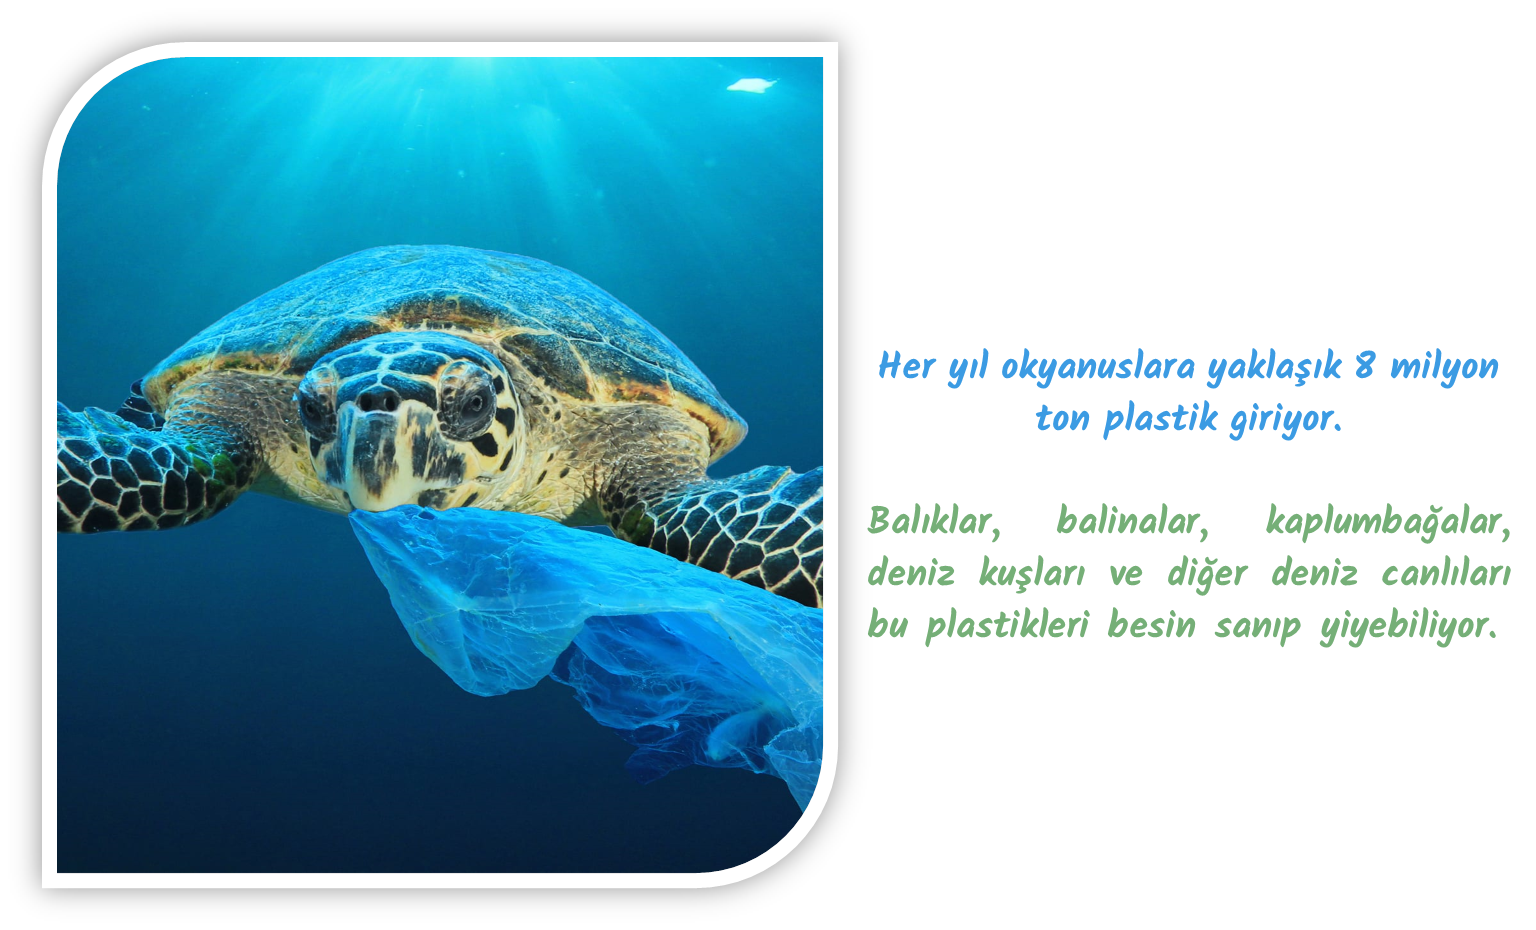 Her yıl okyanuslara yaklaşık 8 milyon
ton plastik giriyor.
Balıklar, balinalar, kaplumbağalar,
deniz kuşları ve diğer deniz canlıları
bu plastikleri besin sanıp yiyebiliyor.